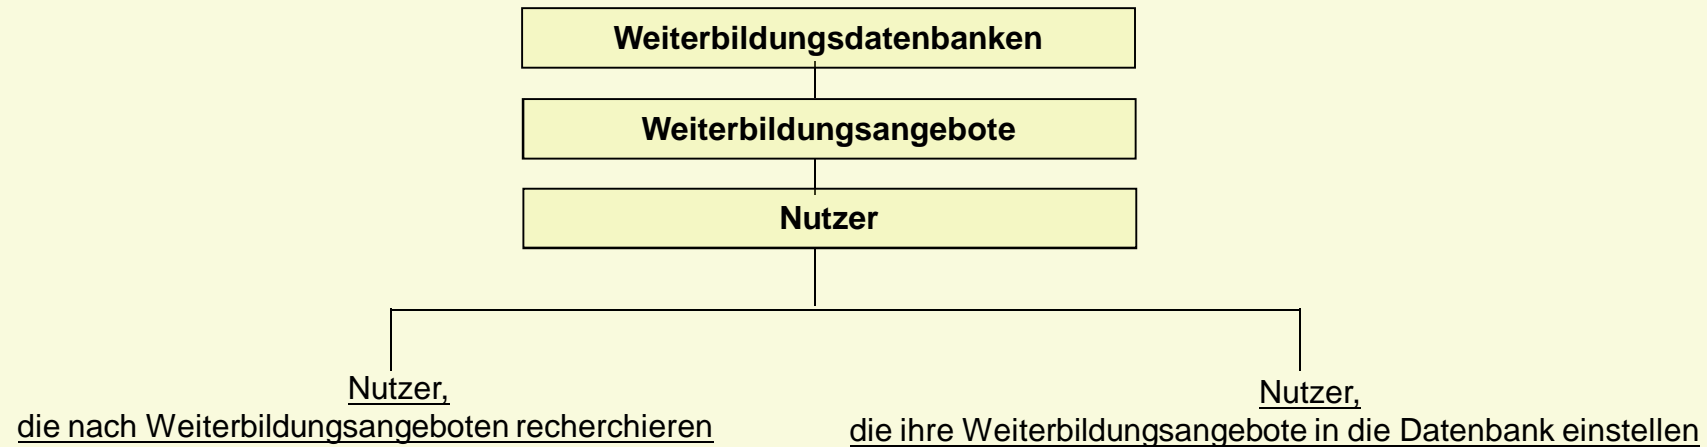 Weiterbildungsdatenbanken
Weiterbildungsangebote
Nutzer
Nutzer,
die nach Weiterbildungsangeboten recherchieren
Nutzer,
die ihre Weiterbildungsangebote in die Datenbank einstellen